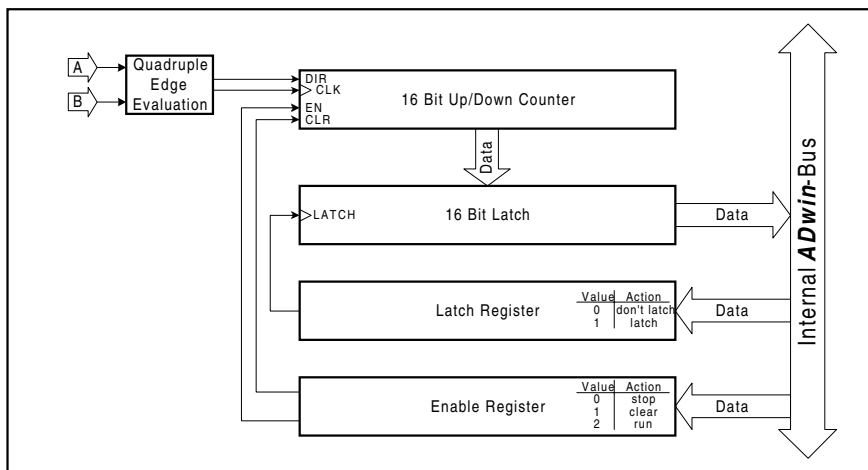 A
B
Quadruple
Edge
Evaluation
DIR
CLK
EN
CLR
16 Bit Up/Down Counter
Data
LATCH
16 Bit Latch
Data
Latch Register
Value Action
0 don't latch
1 latch
Data
Enable Register
Value Action
0 stop
1 clear
2 run
Data
Internal ADwin-Bus